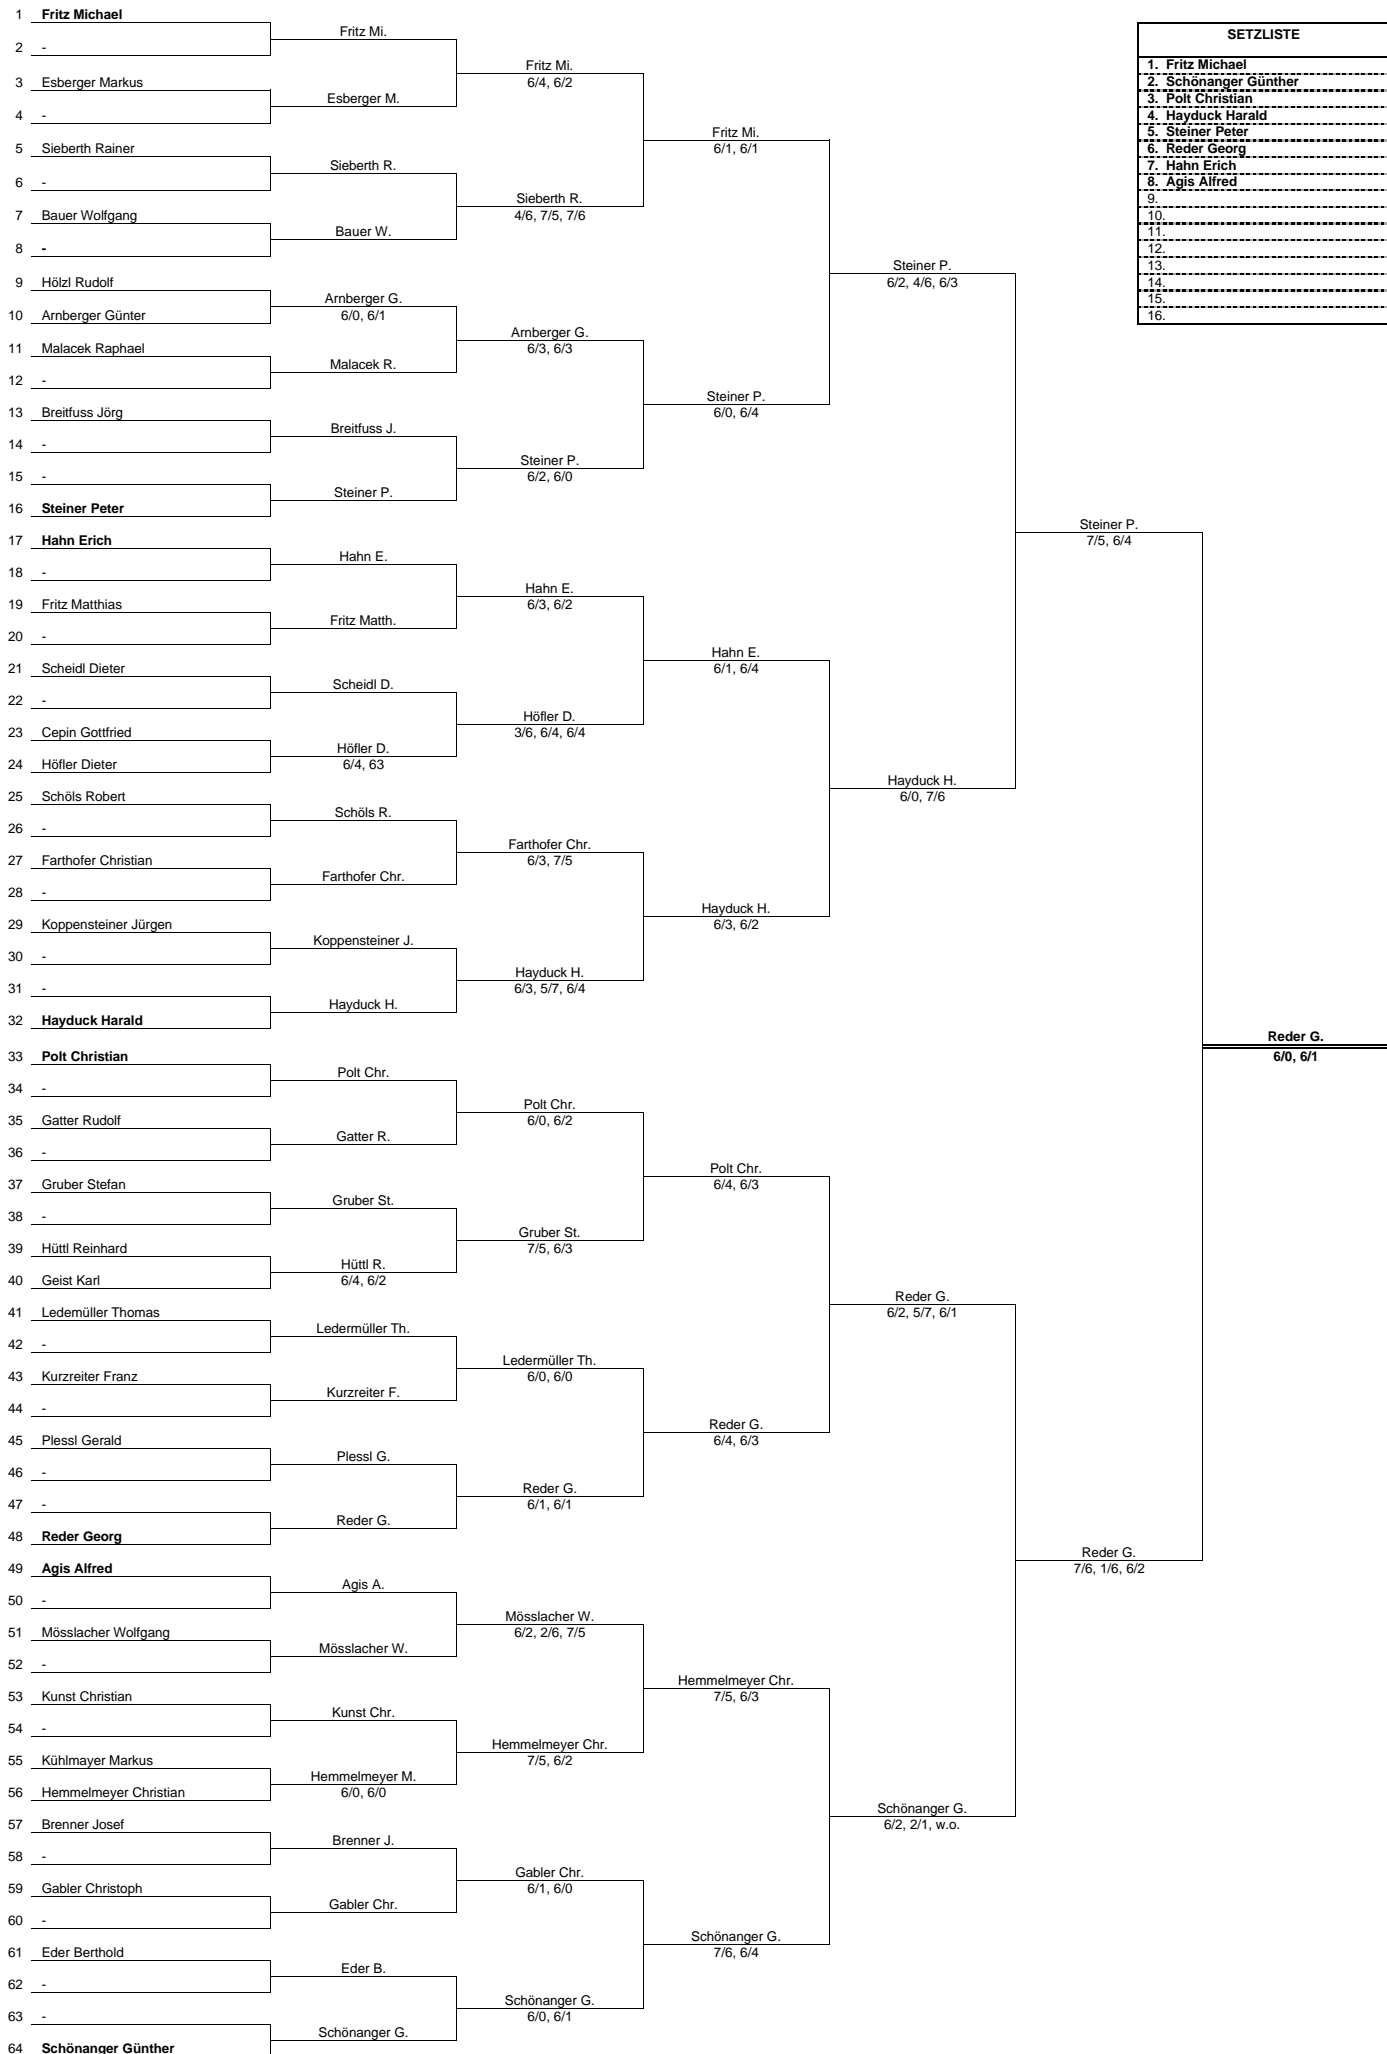 1 Fritz Michael
2 -
3 Esberger Markus
4 -
5 Sieberth Rainer
6 -
7 Bauer Wolfgang
8 -
9 Hölzl Rudolf
10 Arnberger Günter
11 Malacek Raphael
12 -
13 Breitfuss Jörg
14 -
15 -
16 Steiner Peter
17 Hahn Erich
18 -
19 Fritz Matthias
20 -
21 Scheidl Dieter
22 -
23 Cepin Gottfried
24 Höfler Dieter
25 Schöls Robert
26 -
27 Farthofer Christian
28 -
29 Koppensteiner Jürgen
30 -
31 -
32 Hayduck Harald
33 Polt Christian
34 -
35 Gatter Rudolf
36 -
37 Gruber Stefan
38 -
39 Hüttl Reinhard
40 Geist Karl
41 Ledemüller Thomas
42 -
43 Kurzreiter Franz
44 -
45 Plessl Gerald
46 -
47 -
48 Reder Georg
49 Agis Alfred
50 -
51 Mösslacher Wolfgang
52 -
53 Kunst Christian
54 -
55 Kühlmayer Markus
56 Hemmelmeyer Christian
57 Brenner Josef
58 -
59 Gabler Christoph
60 -
61 Eder Berthold
62 -
63 -
64 Schönanger Günther
Fritz Mi.
Esberger M.
Sieberth R.
Bauer W.
Arnberger G.
6/0, 6/1
Malacek R.
Breitfuss J.
Steiner P.
Hahn E.
Fritz Matth.
Scheidl D.
Höfler D.
6/4, 63
Schöls R.
Farthofer Chr.
Koppensteiner J.
Hayduck H.
Polt Chr.
Gatter R.
Gruber St.
Hüttl R.
6/4, 6/2
Ledermüller Th.
Kurzreiter F.
Plessl G.
Reder G.
Agis A.
Mösslacher W.
Kunst Chr.
Hemmelmeyer M.
6/0, 6/0
Brenner J.
Gabler Chr.
Eder B.
Schönanger G.
Fritz Mi.
6/4, 6/2
Sieberth R.
4/6, 7/5, 7/6
Arnberger G.
6/3, 6/3
Steiner P.
6/2, 6/0
Hahn E.
6/3, 6/2
Höfler D.
3/6, 6/4, 6/4
Farthofer Chr.
6/3, 7/5
Hayduck H.
6/3, 5/7, 6/4
Polt Chr.
6/0, 6/2
Gruber St.
7/5, 6/3
Ledermüller Th.
6/0, 6/0
Reder G.
6/1, 6/1
Mösslacher W.
6/2, 2/6, 7/5
Hemmelmeyer Chr.
7/5, 6/2
Gabler Chr.
6/1, 6/0
Schönanger G.
6/0, 6/1
Fritz Mi.
6/1, 6/1
Steiner P.
6/0, 6/4
Hahn E.
6/1, 6/4
Hayduck H.
6/3, 6/2
Polt Chr.
6/4, 6/3
Reder G.
6/4, 6/3
Hemmelmeyer Chr.
7/5, 6/3
Schönanger G.
7/6, 6/4
Steiner P.
6/2, 4/6, 6/3
Hayduck H.
6/0, 7/6
Reder G.
6/2, 5/7, 6/1
Schönanger G.
6/2, 2/1, w.o.
Steiner P.
7/5, 6/4
Reder G.
7/6, 1/6, 6/2
Reder G.
6/0, 6/1
SETZLISTE
1. Fritz Michael
2. Schönanger Günther
3. Polt Christian
4. Hayduck Harald
5. Steiner Peter
6. Reder Georg
7. Hahn Erich
8. Agis Alfred
9.
10.
11.
12.
13.
14.
15.
16.